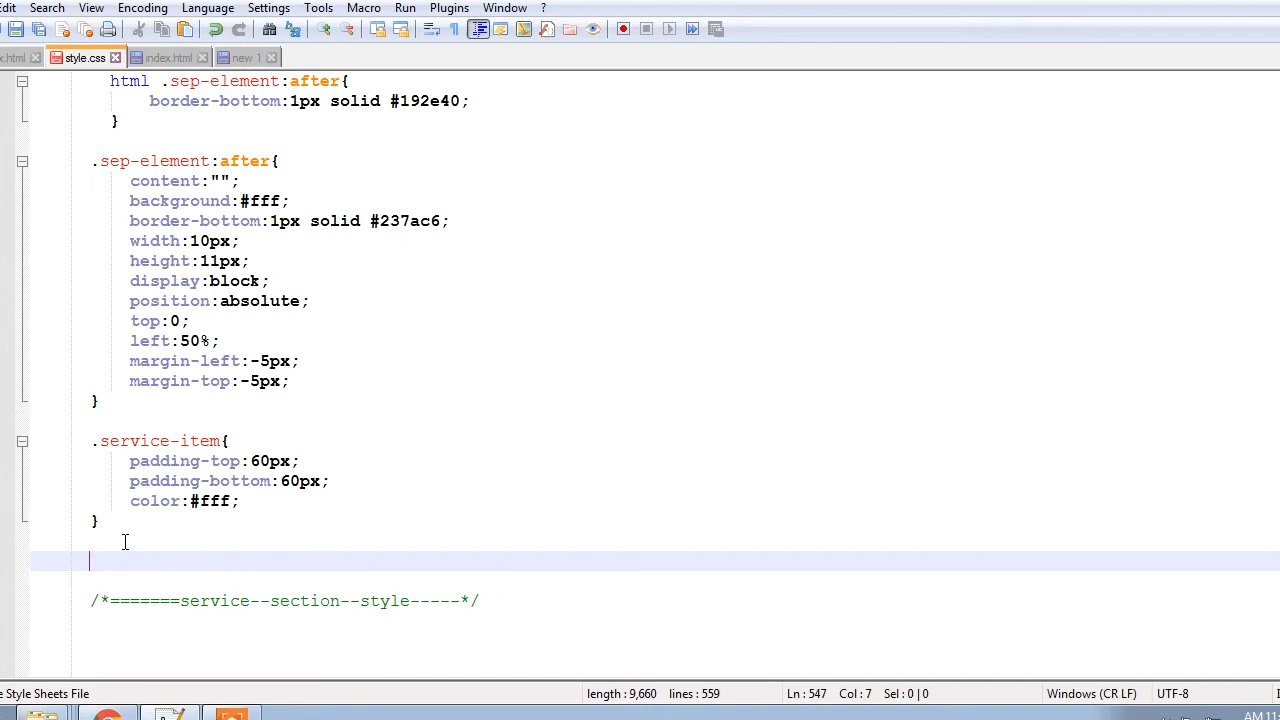 Edit Search View Encoding Language Settings Tools Macro Run Plugins Window ?
x.html style.css index.html new 1
html .sep-element:after{
border-bottom:1px solid #192e40;
}
.sep-element:after{
content:"";
background:#fff;
border-bottom:1px solid #237ac6;
width:10px;
height:11px;
display:block;
position:absolute;
top:0;
left:50%;
margin-left:-5px;
margin-top:-5px;
}
.service-item{
padding-top:60px;
padding-bottom:60px;
color:#fff;
}
/*=======service--section--style-----*/
e Style Sheets File length : 9,660 lines : 559 Ln : 547 Col : 7 Sel : 0 | 0 Windows (CR LF) UTF-8
AM11